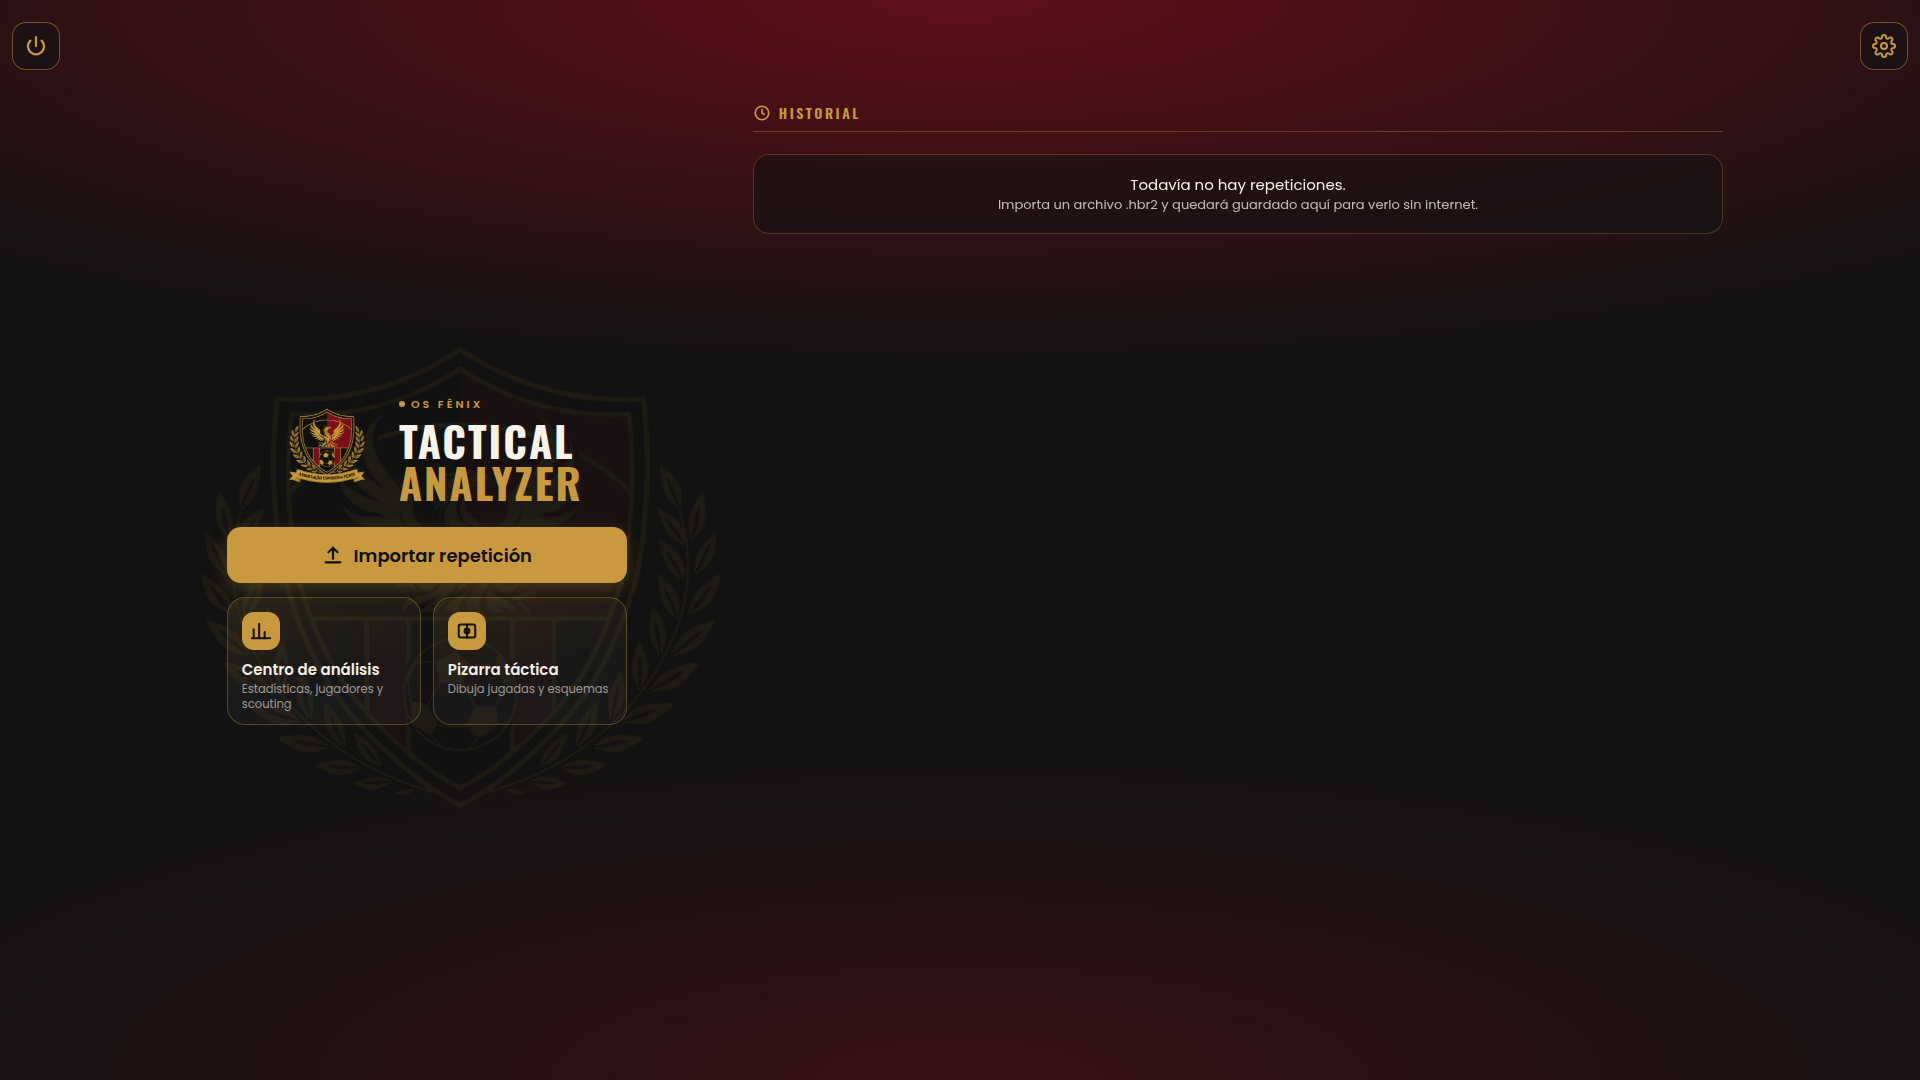 HISTORIAL
Todavía no hay repeticiones.
Importa un archivo .hbr2 y quedará guardado aquí para verlo sin internet.
OS FÊNIX
TACTICAL
ANALYZER
Importar repetición
Centro de análisis
Estadísticas, jugadores y
scouting
Pizarra táctica
Dibuja jugadas y esquemas